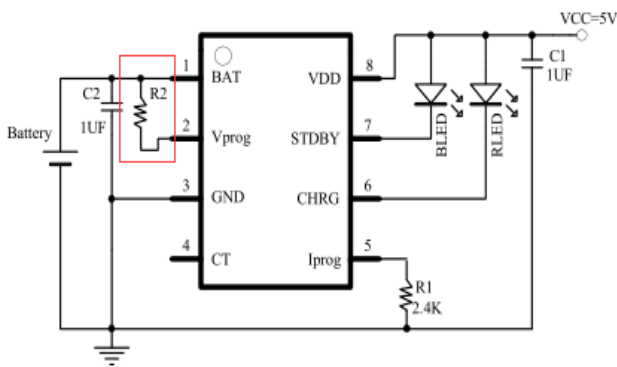 VCC=5V
C1
1UF
1
BAT
VDD
8
C2
R2
1UF
Battery
2
Vprog
STDBY
7
BLED
RLED
3
GND
CHRG
6
4
CT
Iprog
5
R1
2.4K